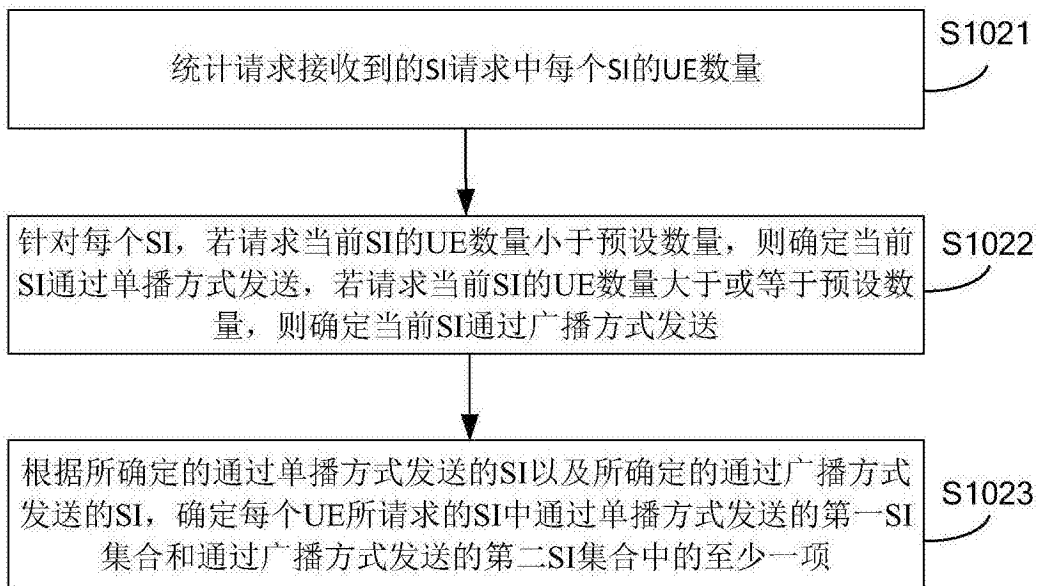 统计请求接收到的SI请求中每个SI的UE数量
S1021
针对每个SI，若请求当前SI的UE数量小于预设数量，则确定当前
SI通过单播方式发送，若请求当前SI的UE数量大于或等于预设数
量，则确定当前SI通过广播方式发送
S1022
根据所确定的通过单播方式发送的SI以及所确定的通过广播方式
发送的SI，确定每个UE所请求的SI中通过单播方式发送的第一SI
集合和通过广播方式发送的第二SI集合中的至少一项
S1023